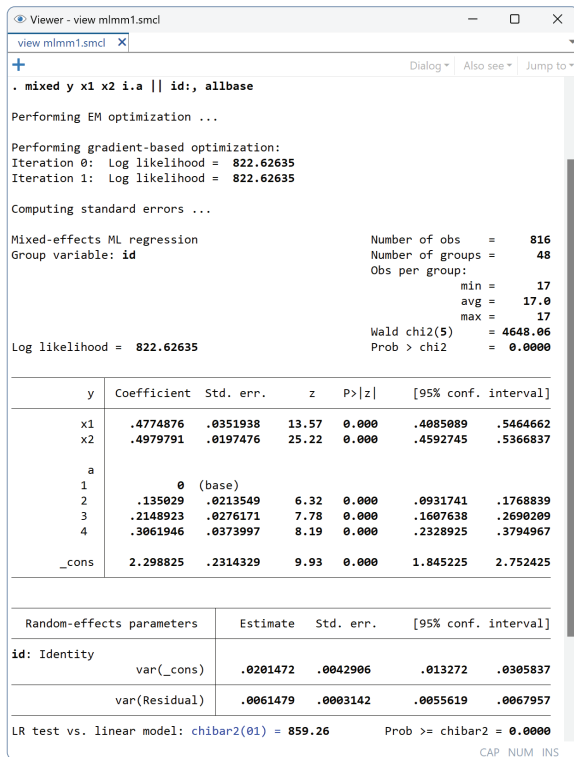 Viewer - view mlmm1.smcl
view mlmm1.smcl
+ Dialog Also see Jump to
. mixed y x1 x2 i.a || id:, allbase
Performing EM optimization ...
Performing gradient-based optimization:
Iteration 0: Log likelihood = 822.62635
Iteration 1: Log likelihood = 822.62635
Computing standard errors ...
Mixed-effects ML regression Number of obs = 816
Group variable: id Number of groups = 48
Obs per group:
min = 17
avg = 17.0
max = 17
Wald chi2(5) = 4648.06
Log likelihood = 822.62635 Prob > chi2 = 0.0000
y Coefficient Std. err. z P>|z| [95% conf. interval]
x1 .4774876 .0351938 13.57 0.000 .4085089 .5464662
x2 .4979791 .0197476 25.22 0.000 .4592745 .5366837
a
1 0 (base)
2 .135029 .0213549 6.32 0.000 .0931741 .1768839
3 .2148923 .0276171 7.78 0.000 .1607638 .2690209
4 .3061946 .0373997 8.19 0.000 .2328925 .3794967
_cons 2.298825 .2314329 9.93 0.000 1.845225 2.752425
Random-effects parameters Estimate Std. err. [95% conf. interval]
id: Identity
var(_cons) .0201472 .0042906 .013272 .0305837
var(Residual) .0061479 .0003142 .0055619 .0067957
LR test vs. linear model: chibar2(01) = 859.26 Prob >= chibar2 = 0.0000
CAP NUM INS